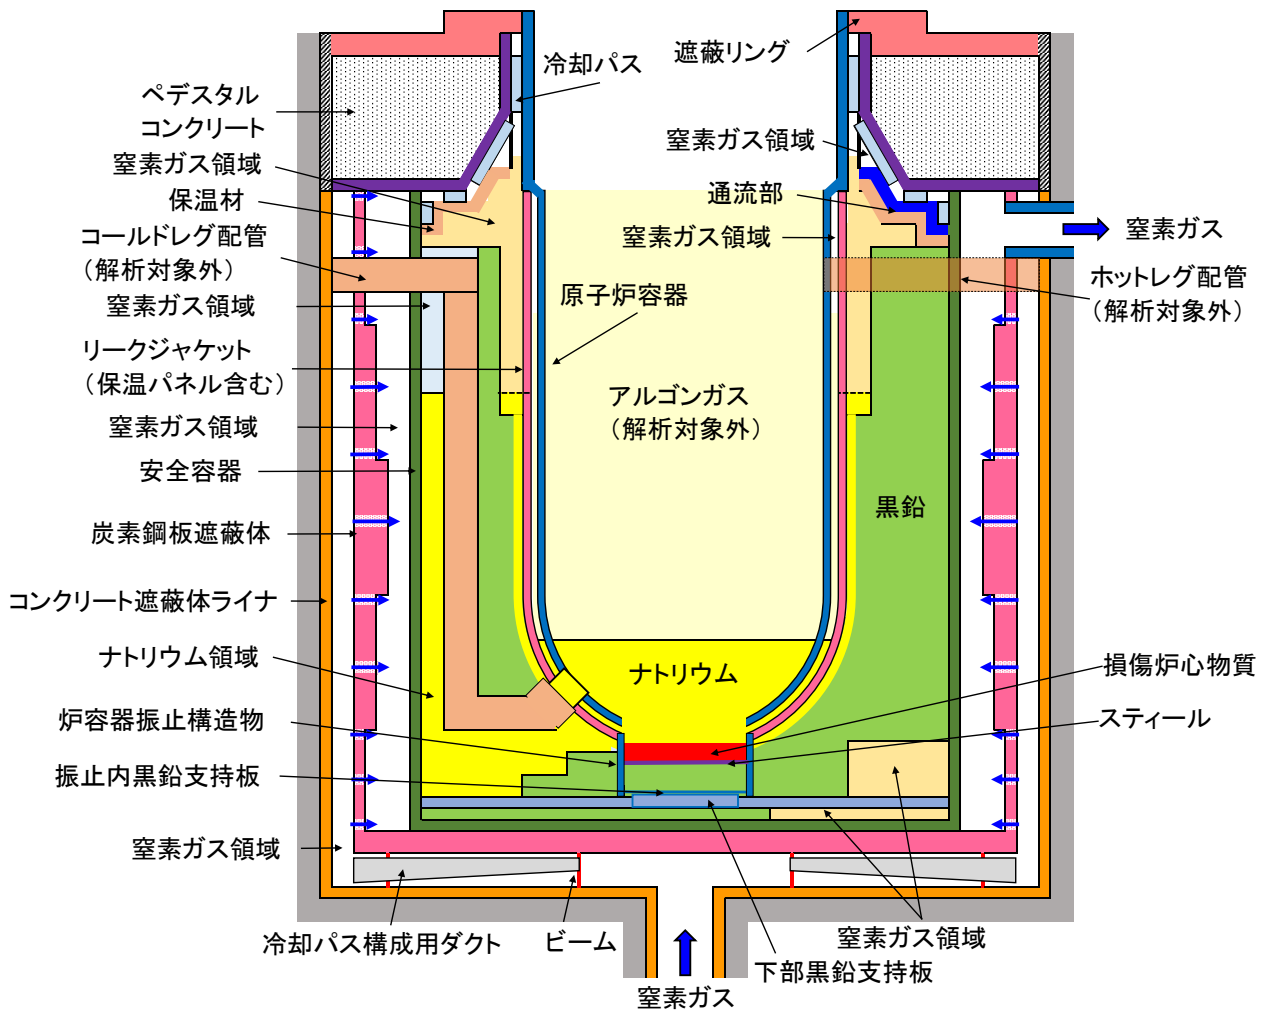 冷却パス
遮蔽リング
ペデスタル
コンクリート
窒素ガス領域
保温材
コールドレグ配管
（解析対象外）
窒素ガス領域
リークジャケット
（保温パネル含む）
窒素ガス領域
安全容器
炭素鋼板遮蔽体
コンクリート遮蔽体ライナ
ナトリウム領域
炉容器振止構造物
振止内黒鉛支持板
窒素ガス領域
冷却パス構成用ダクト
ビーム
窒素ガス
下部黒鉛支持板
窒素ガス領域
窒素ガス領域
通流部
窒素ガス領域
原子炉容器
アルゴンガス
（解析対象外）
黒鉛
ナトリウム
窒素ガス
ホットレグ配管
（解析対象外）
損傷炉心物質
スティール